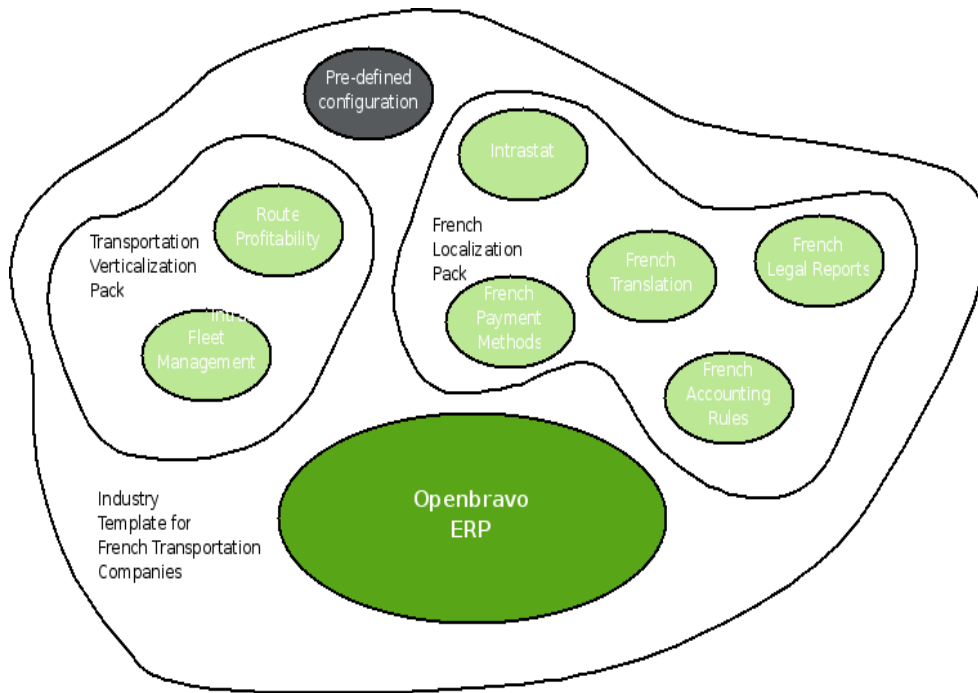 Pre-defined
configuration
Intrastat
Route
Profitability
Transportation
Verticalization
Pack
French
Localization
Pack
French
Translation
French
Legal Reports
French
Payment
Methods
Fleet
Management
French
Accounting
Rules
Openbravo
ERP
Industry
Template for
French Transportation
Companies